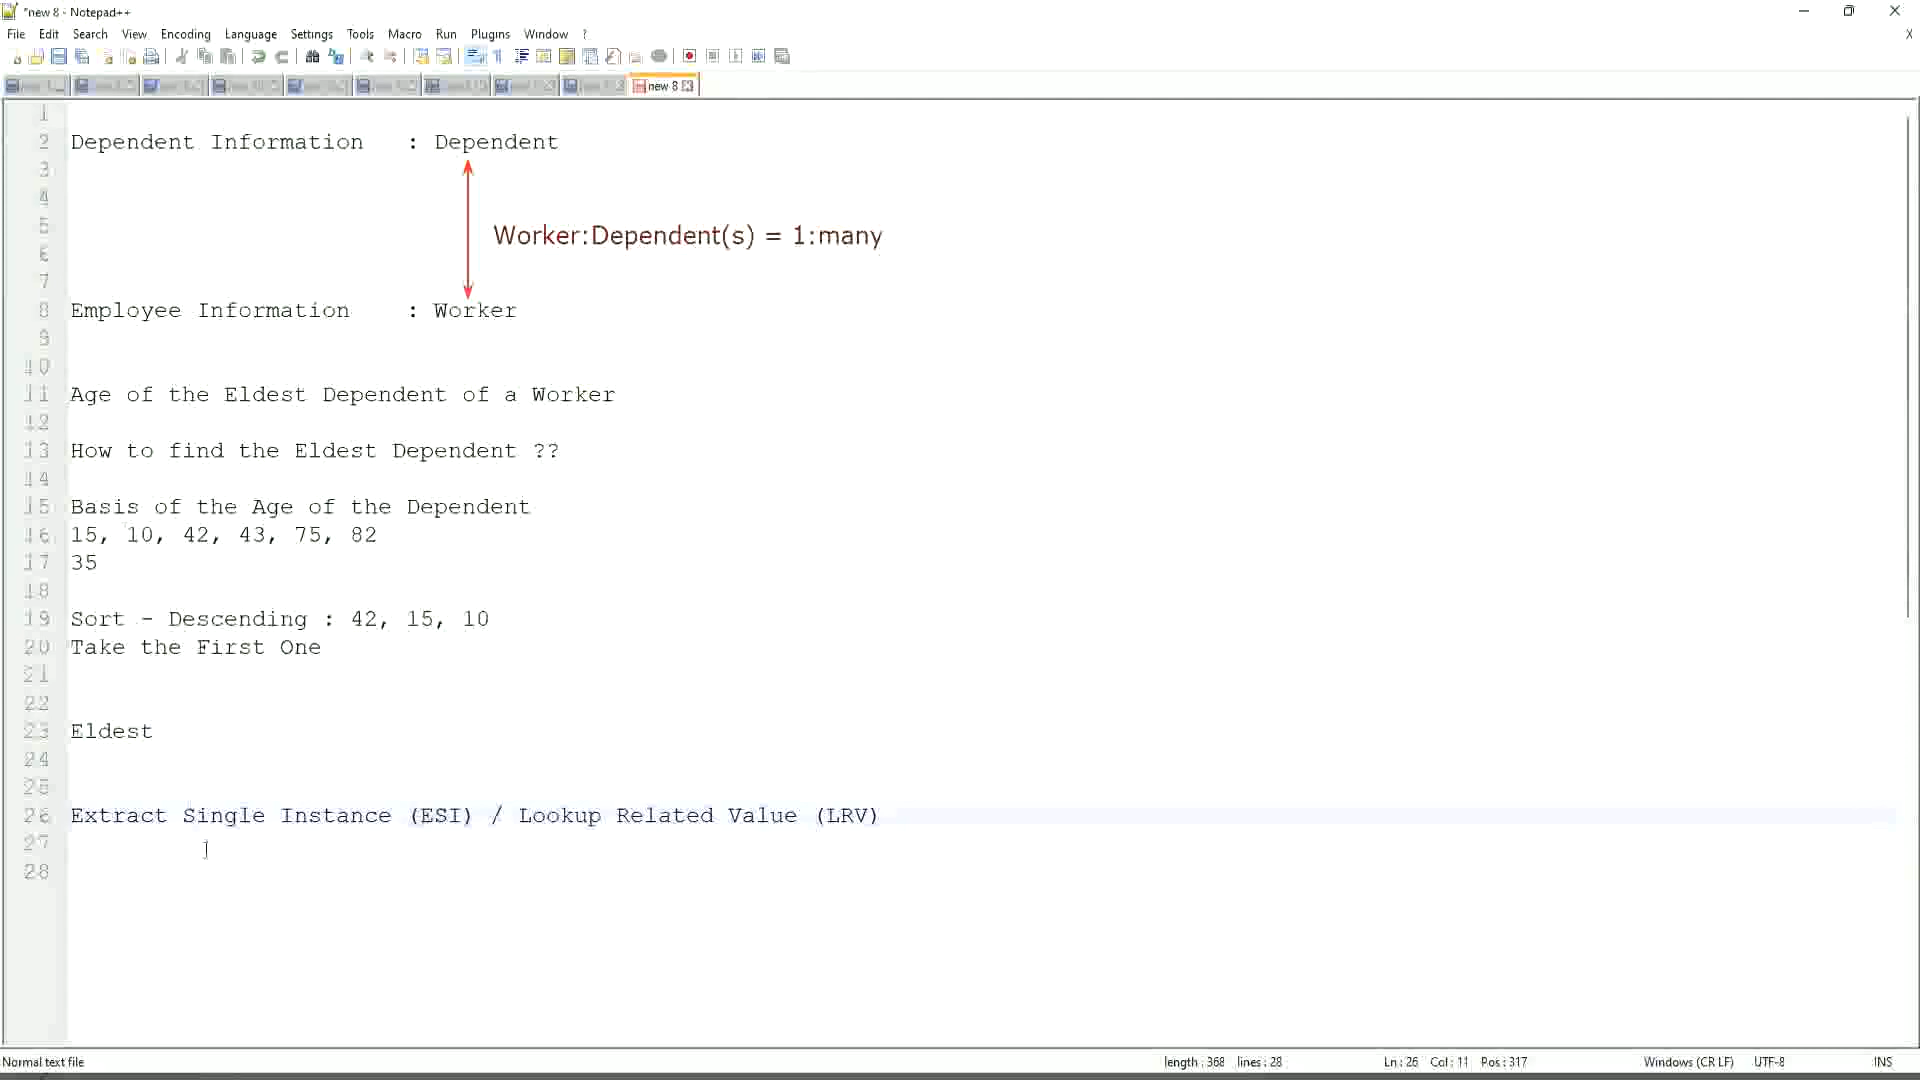 *new 8 - Notepad++
File Edit Search View Encoding Language Settings Tools Macro Run Plugins Window ?
X
new 8
1
2 Dependent Information : Dependent
3
4
5 Worker:Dependent(s) = 1:many
6
7
8 Employee Information : Worker
9
10
11 Age of the Eldest Dependent of a Worker
12
13 How to find the Eldest Dependent ??
14
15 Basis of the Age of the Dependent
16 15, 10, 42, 43, 75, 82
17 35
18
19 Sort - Descending : 42, 15, 10
20 Take the First One
21
22
23 Eldest
24
25
26 Extract Single Instance (ESI) / Lookup Related Value (LRV)
27
28
Normal text file length : 368 lines : 28 Ln : 26 Col : 11 Pos : 317 Windows (CR LF) UTF-8 INS